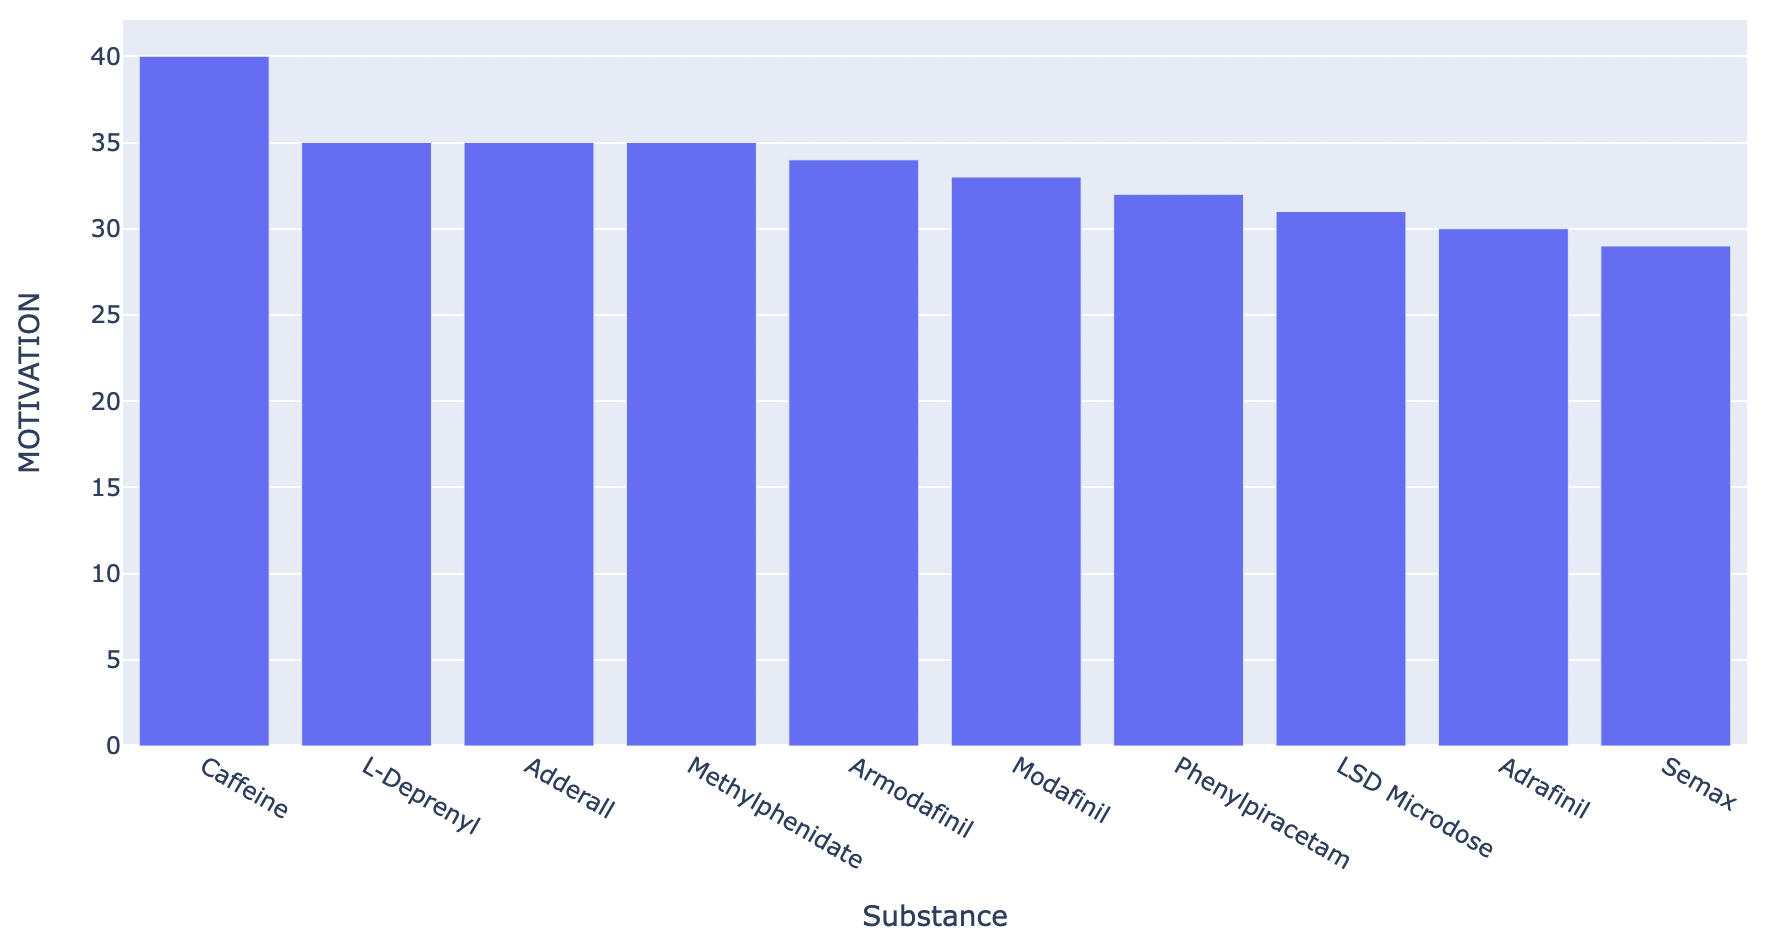 MOTIVATION
40
35
30
25
20
15
10
5
0
Caffeine
L-Deprenyl
Adderall
Methylphenidate
Armodafinil
Modafinil
Phenylpiracetam
LSD Microdose
Adrafinil
Semax
Substance